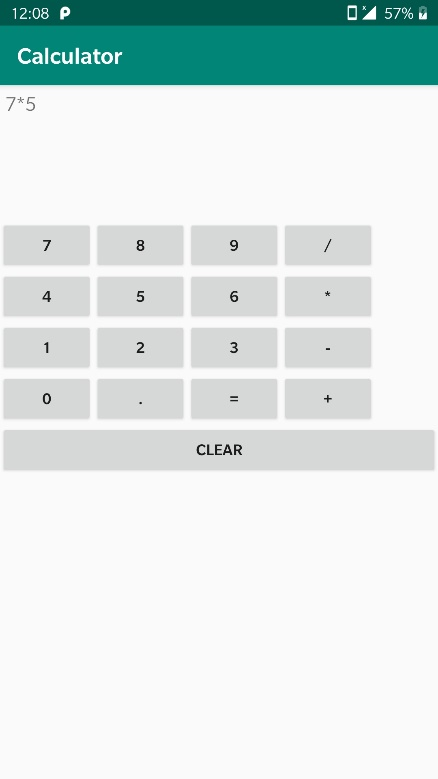 12:08 57%
Calculator
7*5
7 8 9 /
4 5 6 *
1 2 3 -
0 . = +
CLEAR